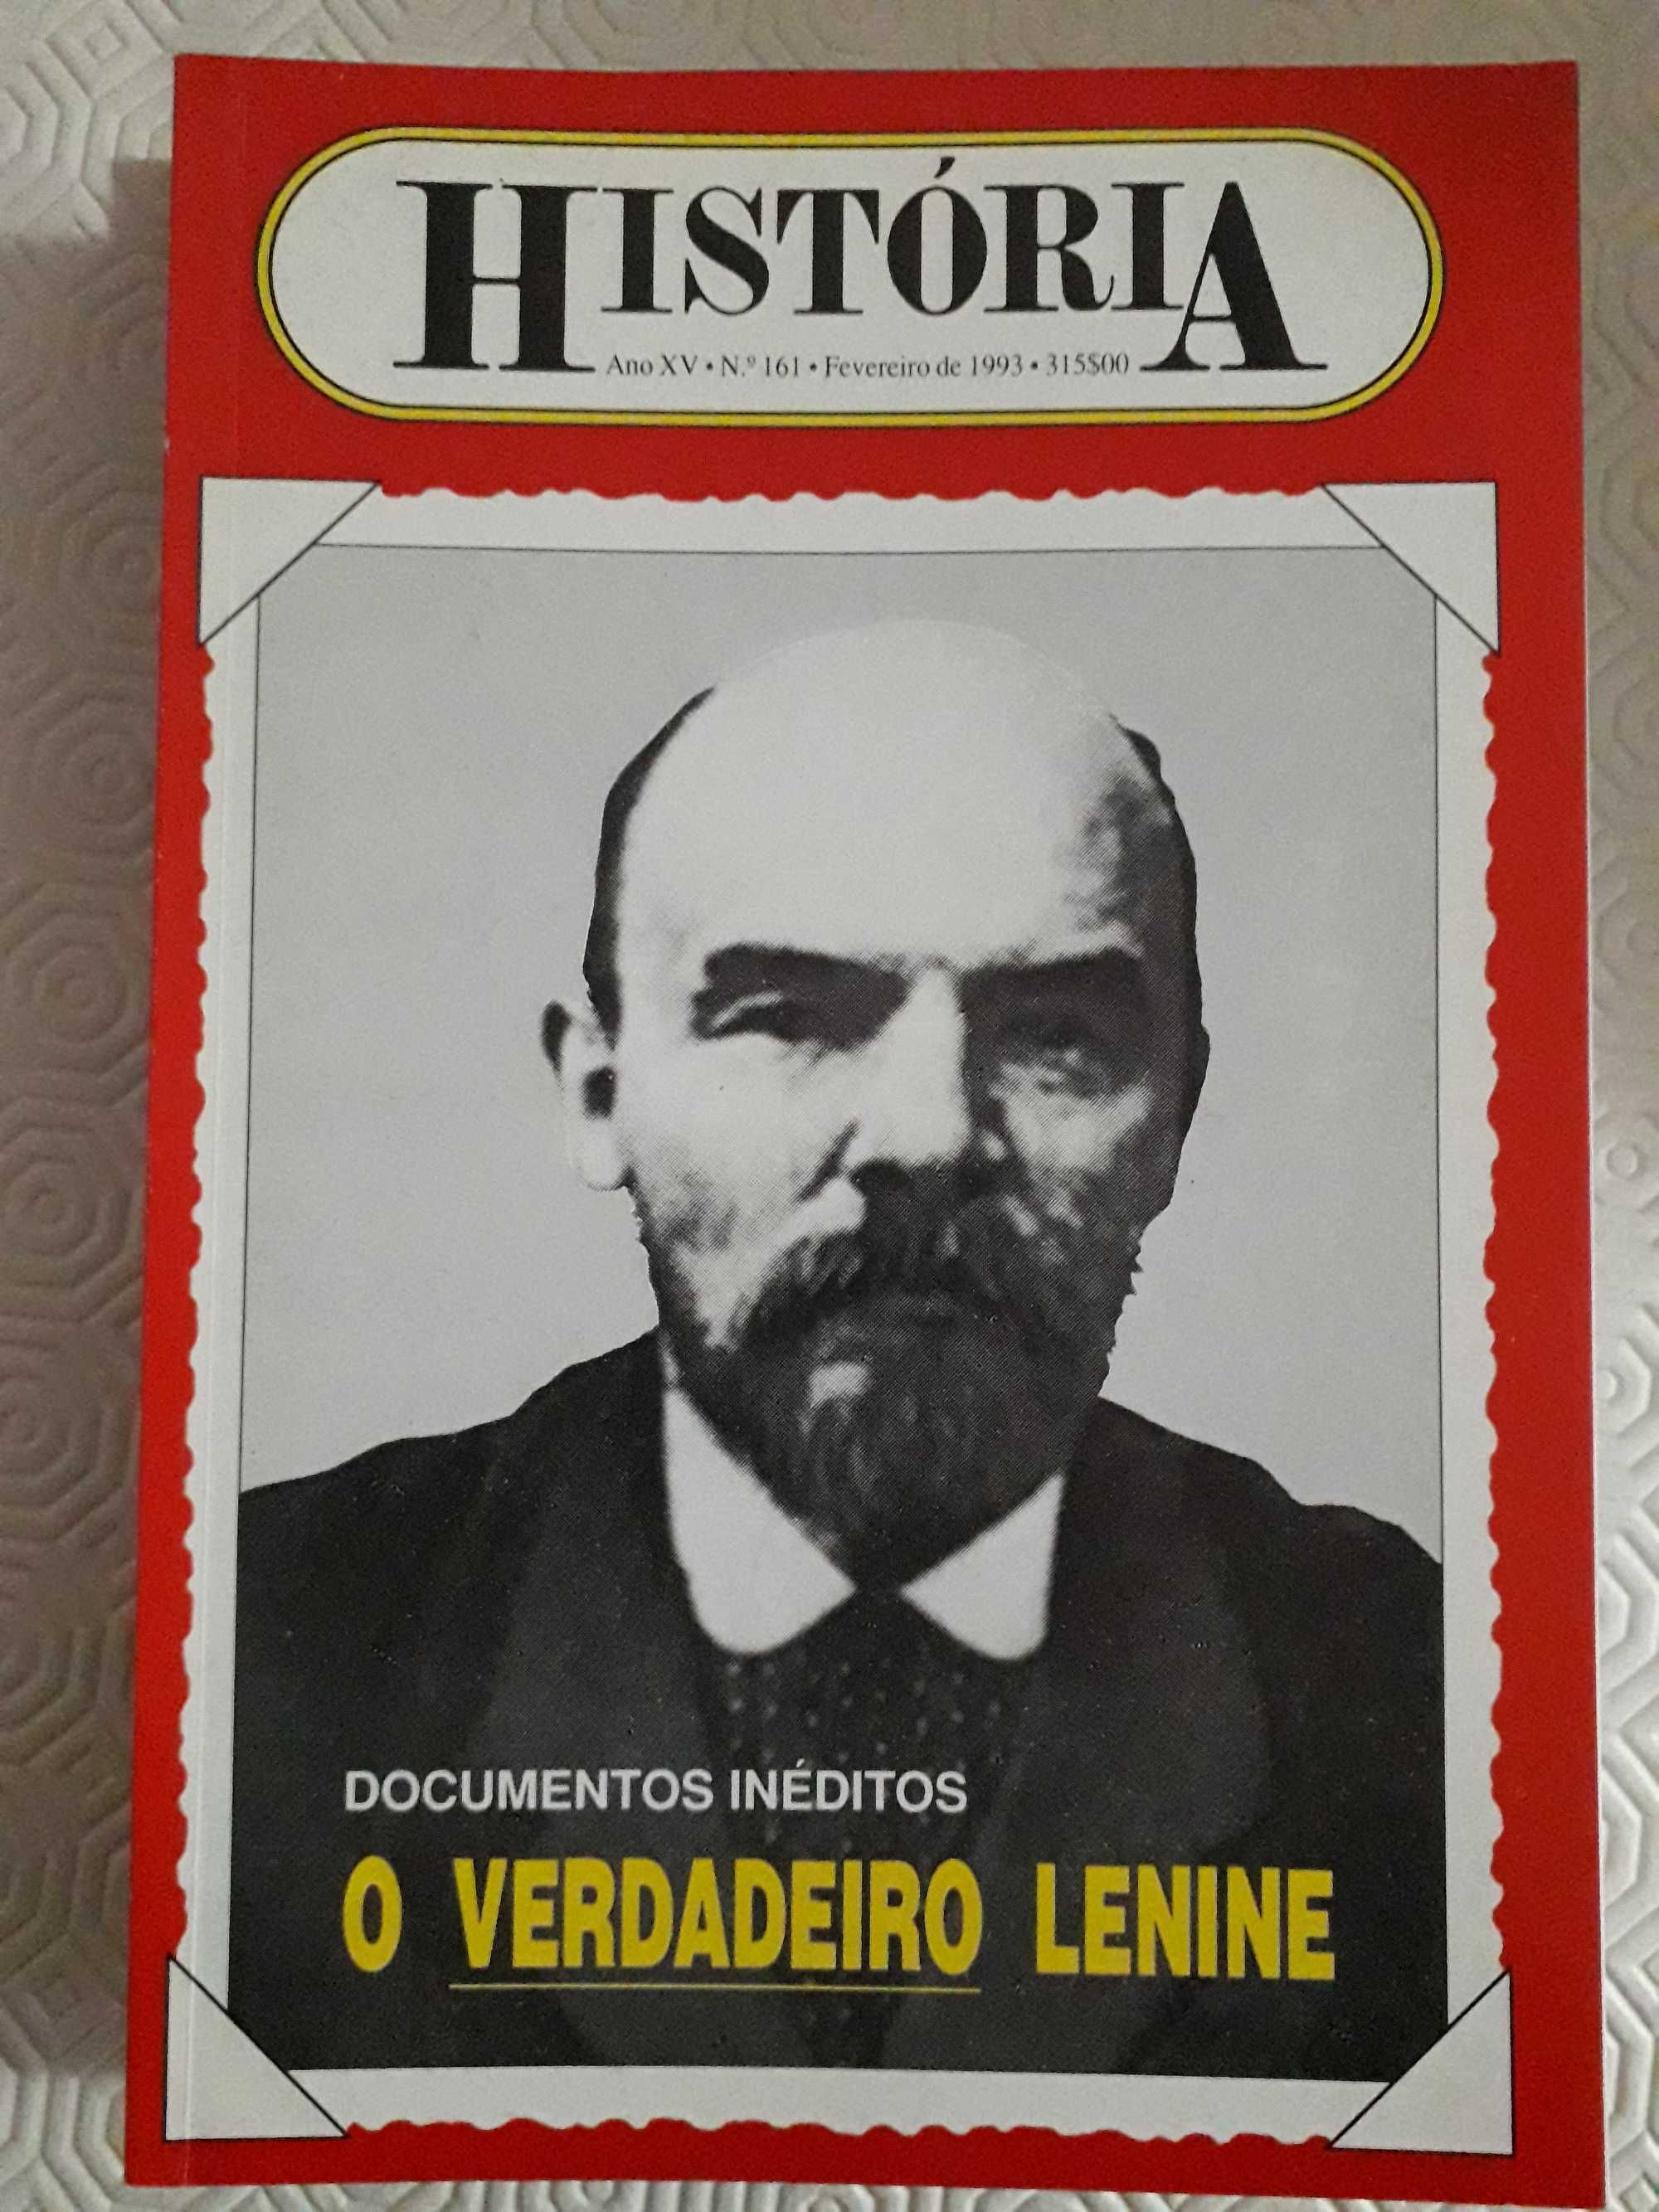 HISTÓRIA
Ano XV • N.º 161 • Fevereiro de 1993 • 315$00
DOCUMENTOS INÉDITOS
O VERDADEIRO LENINE